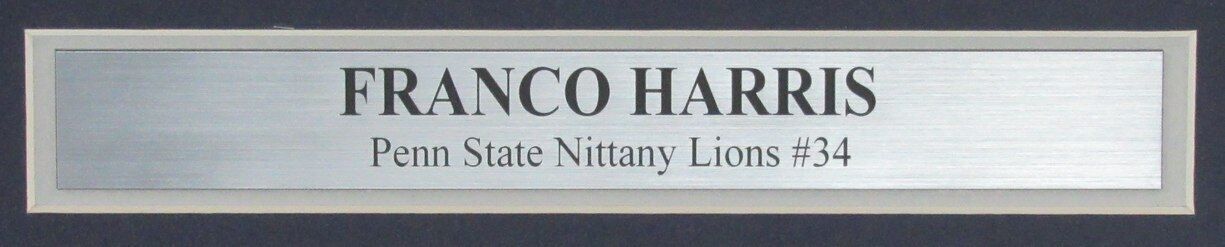 FRANCO HARRIS
Penn State Nittany Lions #34